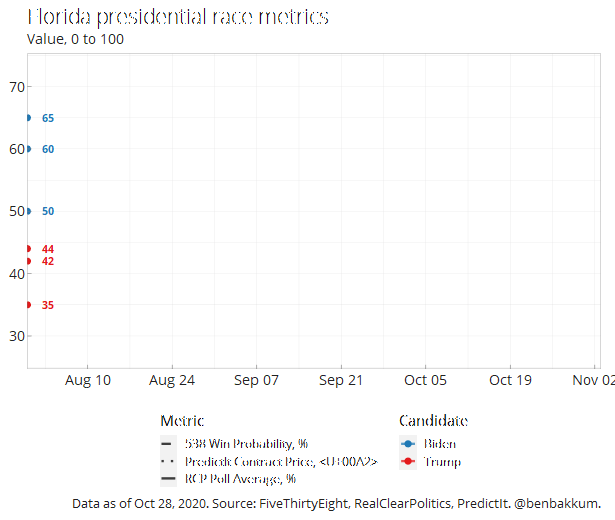 Florida presidential race metrics
Value, 0 to 100
70
65
60
60
50
50
44
42
40
35
30
Aug 10 Aug 24 Sep 07 Sep 21 Oct 05 Oct 19 Nov 02
Metric
538 Win Probability, %
PredictIt Contract Price, <U+00A2>
RCP Poll Average, %
Candidate
Biden
Trump
Data as of Oct 28, 2020. Source: FiveThirtyEight, RealClearPolitics, PredictIt. @benbakkum.